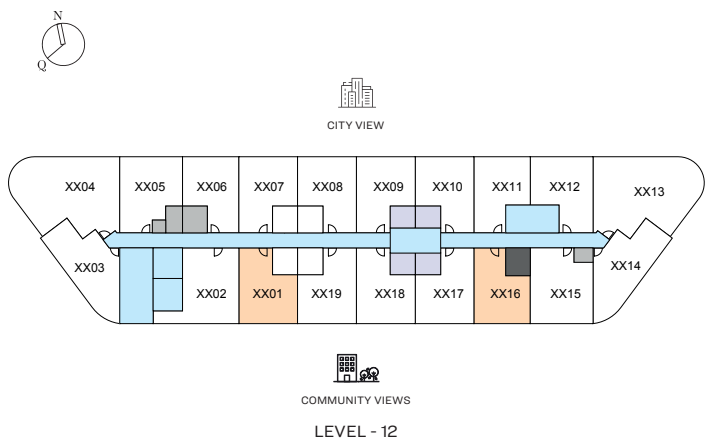 N
Q
CITY VIEW
XX04 XX05 XX06 XX07 XX08 XX09 XX10 XX11 XX12 XX13
XX03 XX02 XX01 XX19 XX18 XX17 XX16 XX15 XX14
COMMUNITY VIEWS
LEVEL - 12